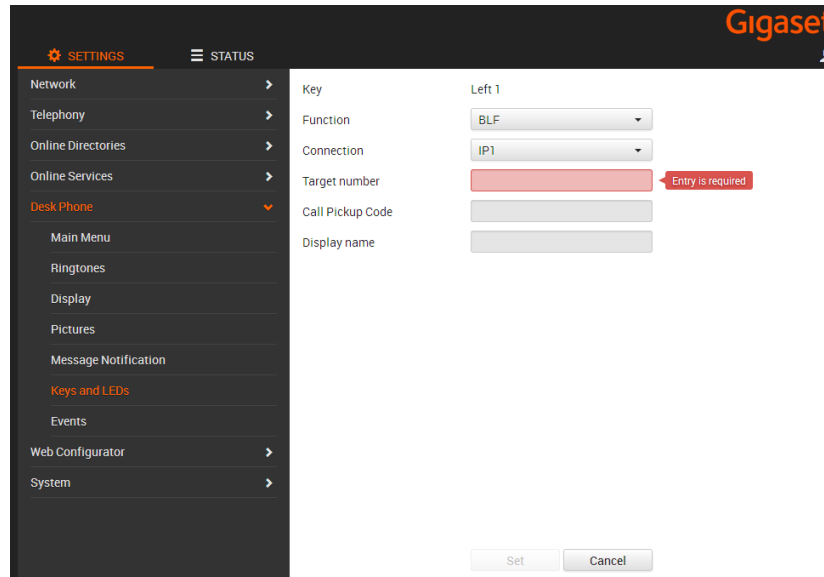 Gigaset
SETTINGS
STATUS
Network
Telephony
Online Directories
Online Services
Desk Phone
Main Menu
Ringtones
Display
Pictures
Message Notification
Keys and LEDs
Events
Web Configurator
System
Key Left 1
Function BLF
Connection IP1
Target number Entry is required
Call Pickup Code
Display name
Set Cancel